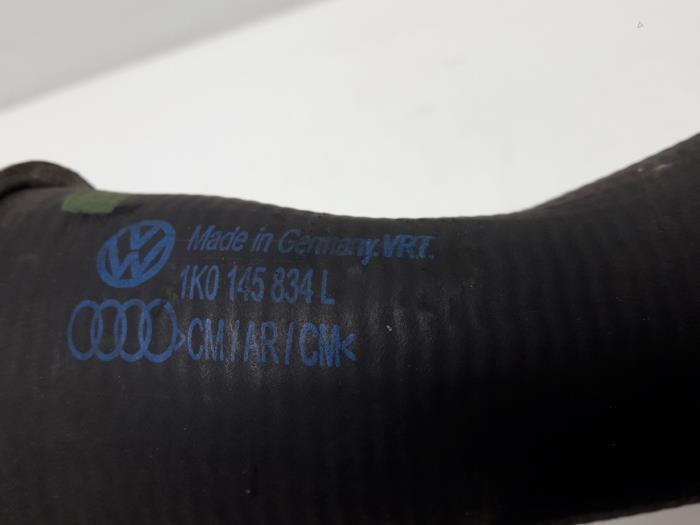 Made in Germany.VRT.
1K0 145 834 L
>CM/AR/CM<